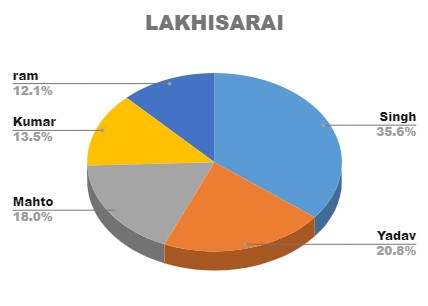 LAKHISARAI
ram
12.1%
Singh
35.6%
Kumar
13.5%
Mahto
18.0%
Yadav
20.8%